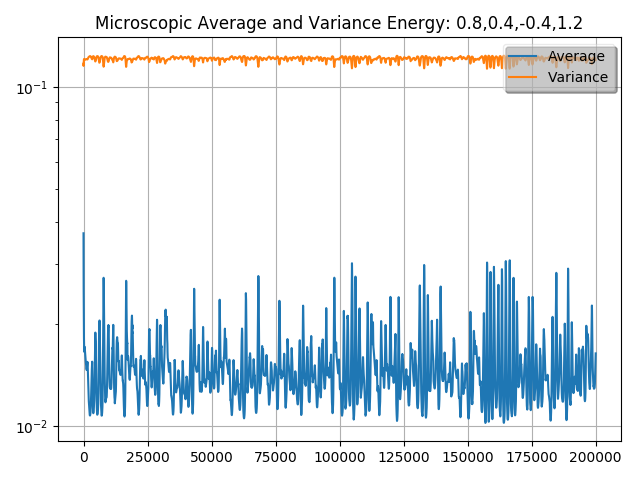 Microscopic Average and Variance Energy: 0.8,0.4,-0.4,1.2
Average
Variance
10⁻¹
10⁻²
0 25000 50000 75000 100000 125000 150000 175000 200000